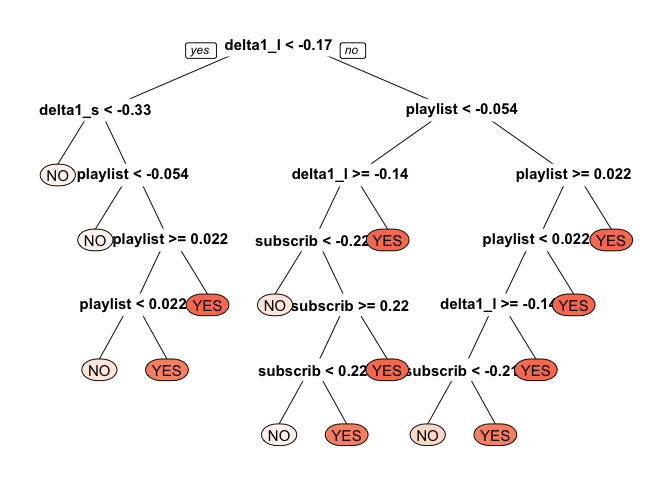 yes delta1_l < -0.17 no
delta1_s < -0.33 playlist < -0.054
NO playlist < -0.054 delta1_l >= -0.14 playlist >= 0.022
NO playlist >= 0.022 subscrib < -0.22 YES playlist < 0.022 YES
playlist < 0.022 YES NO subscrib >= 0.22 delta1_l >= -0.14 YES
NO YES subscrib < 0.22 YES subscrib < -0.21 YES
NO YES NO YES